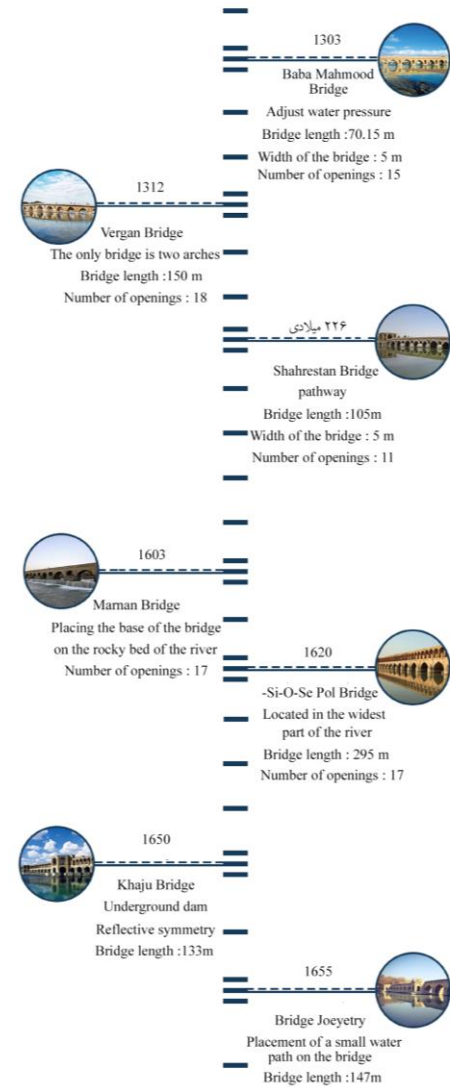 1303
Baba Mahmood
Bridge
Adjust water pressure
Bridge length :70.15 m
Width of the bridge : 5 m
Number of openings : 15
1312
Vergan Bridge
The only bridge is two arches
Bridge length :150 m
Number of openings : 18
۲۲۶ میلادی
Shahrestan Bridge
pathway
Bridge length :105m
Width of the bridge : 5 m
Number of openings : 11
1603
Marnan Bridge
Placing the base of the bridge
on the rocky bed of the river
Number of openings : 17
1620
-Si-O-Se Pol Bridge
Located in the widest
part of the river
Bridge length : 295 m
Number of openings : 17
1650
Khaju Bridge
Underground dam
Reflective symmetry
Bridge length :133m
1655
Bridge Joeyetry
Placement of a small water
path on the bridge
Bridge length :147m